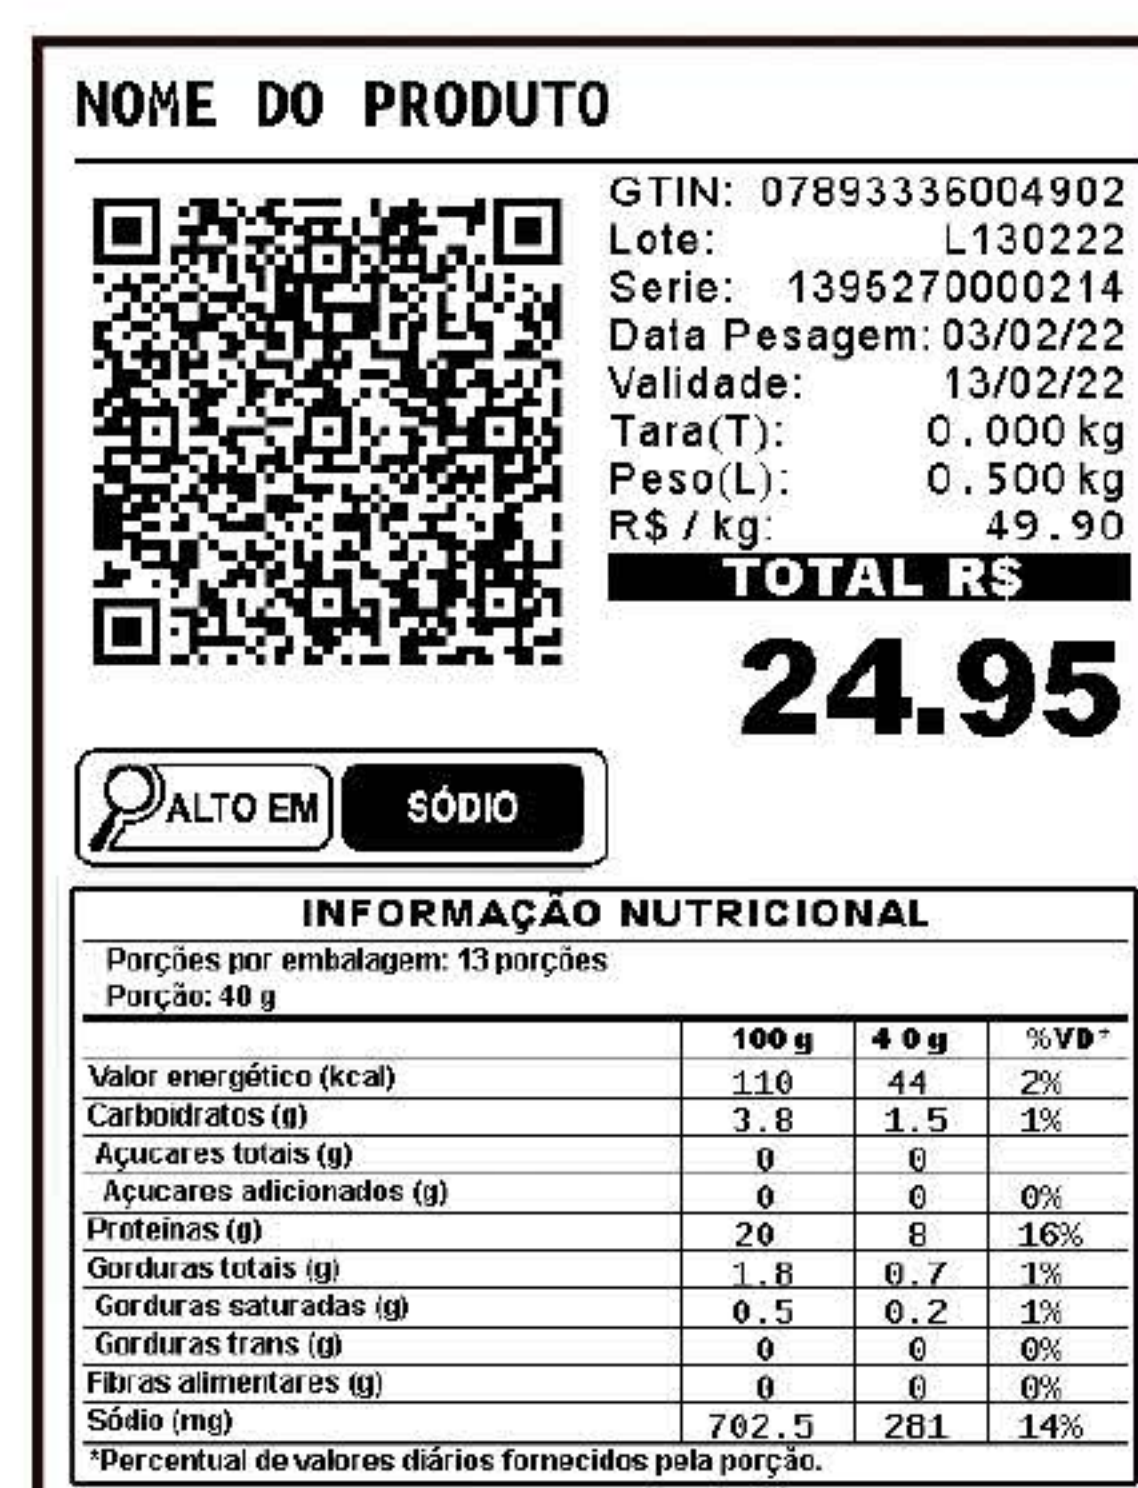 NOME DO PRODUTO
GTIN: 07893336004902
Lote: L130222
Serie: 1395270000214
Data Pesagem: 03/02/22
Validade: 13/02/22
Tara(T): 0.000 kg
Peso(L): 0.500 kg
R$ / kg: 49.90
TOTAL R$
24.95
ALTO EM SÓDIO
INFORMAÇÃO NUTRICIONAL
Porções por embalagem: 13 porções
Porção: 40 g
100 g 40 g %VD*
Valor energético (kcal) 110 44 2%
Carboidratos (g) 3.8 1.5 1%
Açucares totais (g) 0 0
Açucares adicionados (g) 0 0 0%
Proteinas (g) 20 8 16%
Gorduras totais (g) 1.8 0.7 1%
Gorduras saturadas (g) 0.5 0.2 1%
Gorduras trans (g) 0 0 0%
Fibras alimentares (g) 0 0 0%
Sódio (mg) 702.5 281 14%
*Percentual de valores diários fornecidos pela porção.